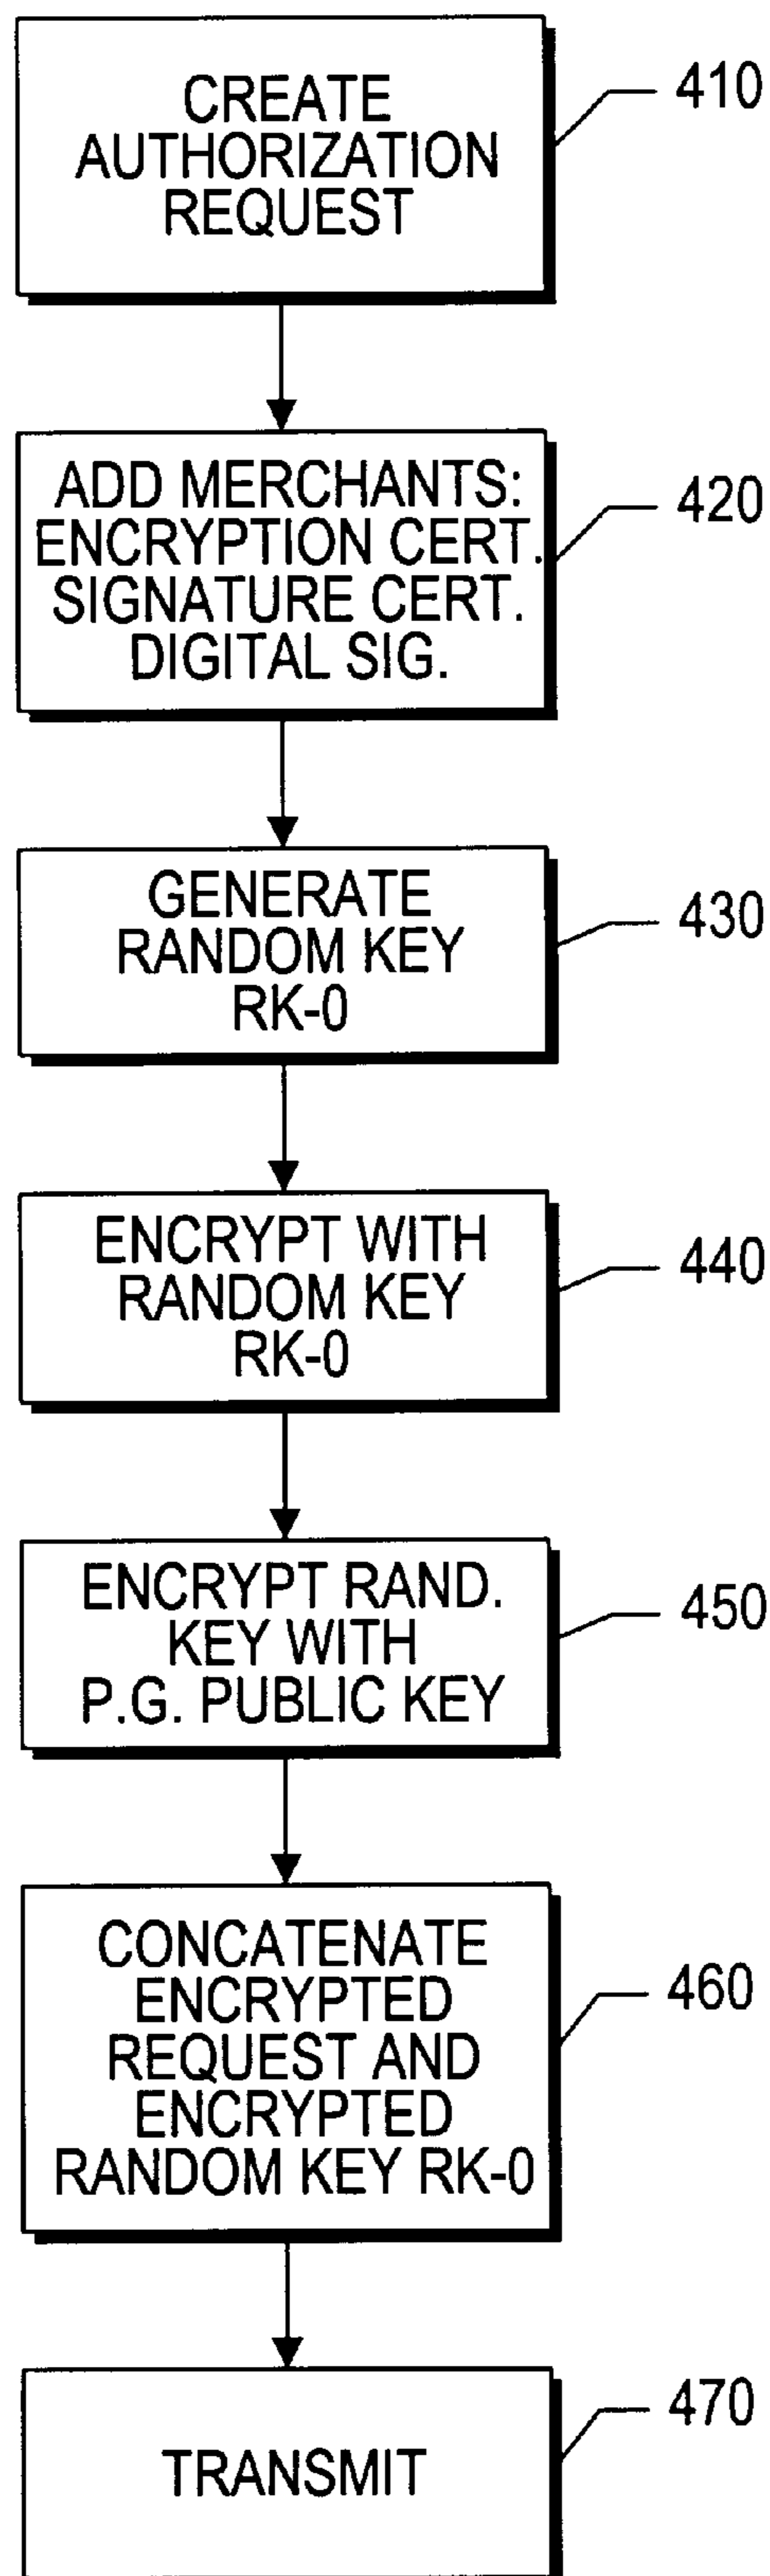 CREATE
AUTHORIZATION
REQUEST
410
ADD MERCHANTS:
ENCRYPTION CERT.
SIGNATURE CERT.
DIGITAL SIG.
420
GENERATE
RANDOM KEY
RK-0
430
ENCRYPT WITH
RANDOM KEY
RK-0
440
ENCRYPT RAND.
KEY WITH
P.G. PUBLIC KEY
450
CONCATENATE
ENCRYPTED
REQUEST AND
ENCRYPTED
RANDOM KEY RK-0
460
TRANSMIT
470